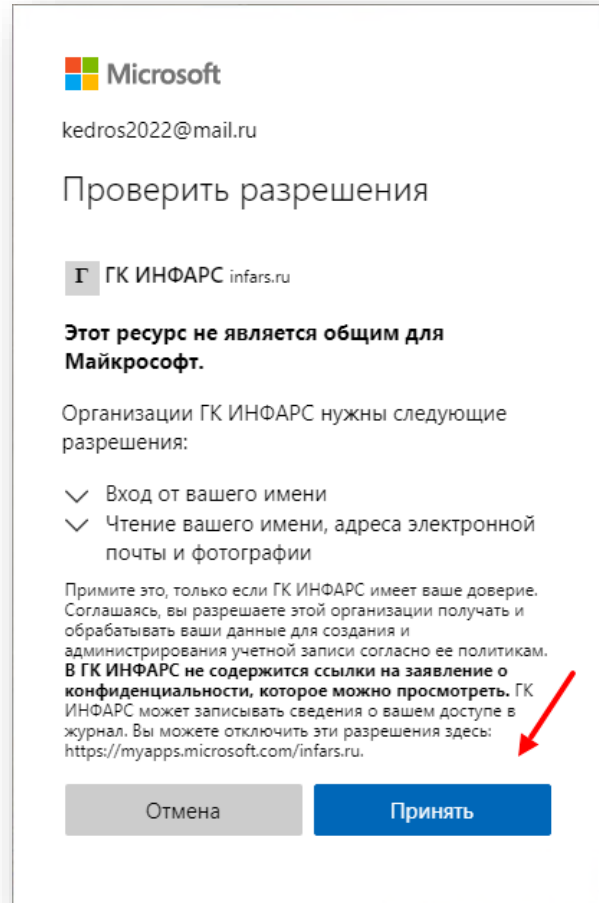 Microsoft
kedros2022@mail.ru
Проверить разрешения
Г ГК ИНФАРС infars.ru
Этот ресурс не является общим для
Майкрософт.
Организации ГК ИНФАРС нужны следующие
разрешения:
Вход от вашего имени
Чтение вашего имени, адреса электронной
почты и фотографии
Примите это, только если ГК ИНФАРС имеет ваше доверие.
Соглашаясь, вы разрешаете этой организации получать и
обрабатывать ваши данные для создания и
администрирования учетной записи согласно ее политикам.
В ГК ИНФАРС не содержится ссылки на заявление о
конфиденциальности, которое можно просмотреть. ГК
ИНФАРС может записывать сведения о вашем доступе в
журнал. Вы можете отключить эти разрешения здесь:
https://myapps.microsoft.com/infars.ru.
Отмена Принять